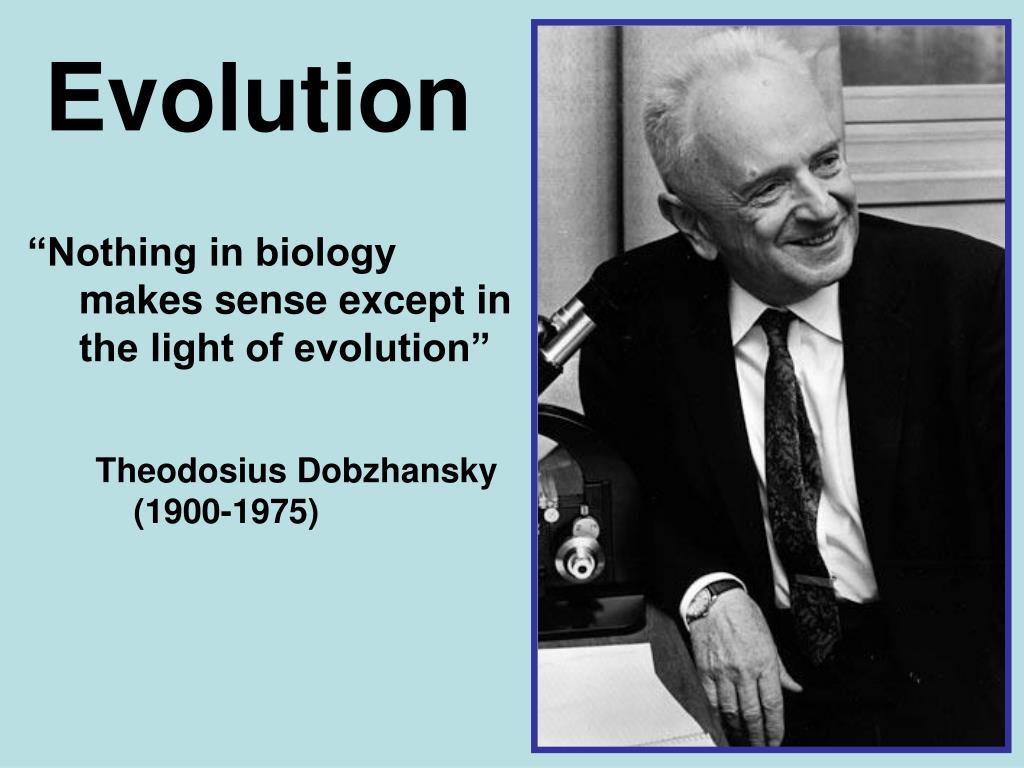 Evolution
“Nothing in biology
makes sense except in
the light of evolution”
Theodosius Dobzhansky
(1900-1975)